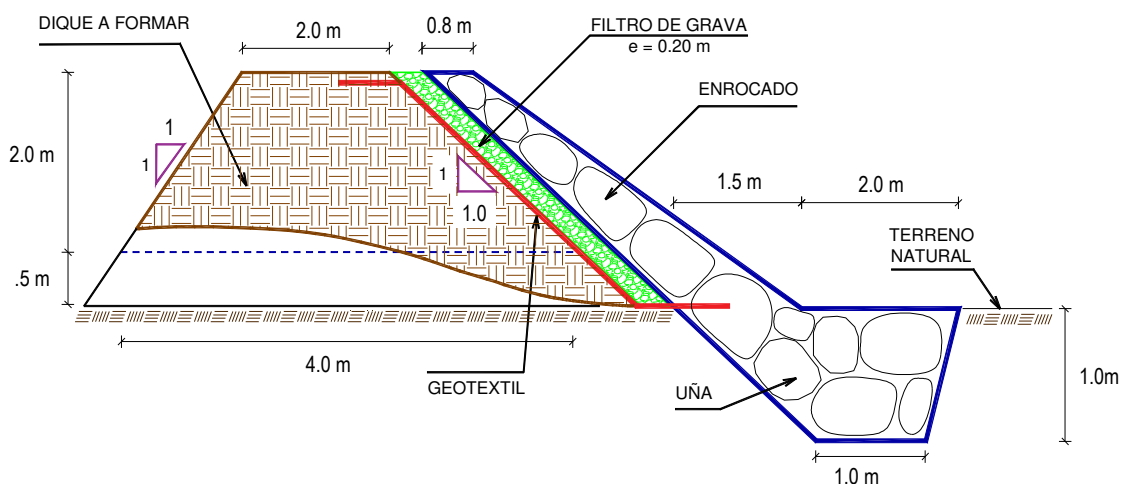 DIQUE A FORMAR
2.0 m
0.8 m
FILTRO DE GRAVA
e = 0.20 m
ENROCADO
1
1
2.0 m
1
1.0
1.5 m
2.0 m
TERRENO
NATURAL
.5 m
4.0 m
GEOTEXTIL
UÑA
1.0m
1.0 m